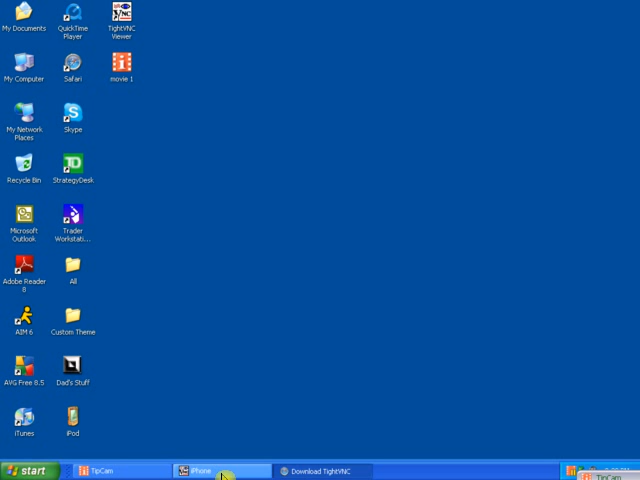 My Documents
QuickTime
Player
TightVNC
Viewer
My Computer
Safari
movie 1
My Network
Places
Skype
Recycle Bin
TD
StrategyDesk
Microsoft
Outlook
Trader
Workstati...
Adobe Reader
8
All
AIM 6
Custom Theme
AVG Free 8.5
Dad's Stuff
iTunes
iPod
start
TipCam
iPhone
Download TightVNC
TipCam